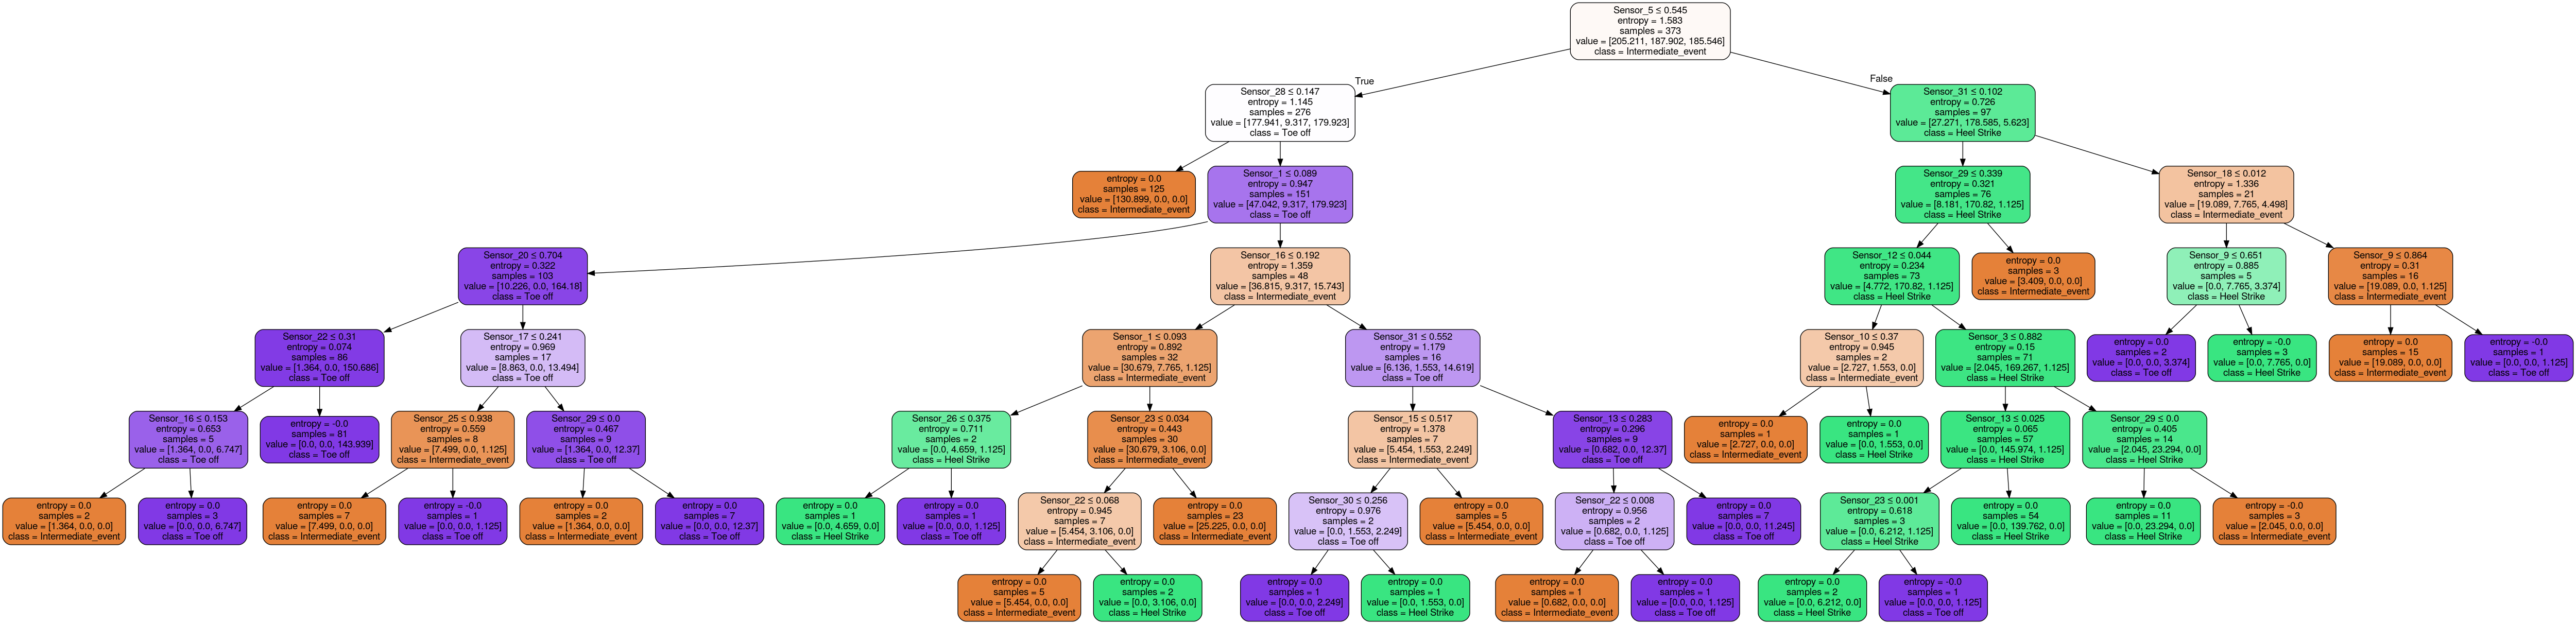 Sensor_5 ≤ 0.545
entropy = 1.583
samples = 373
value = [205.211, 187.902, 185.546]
class = Intermediate_event
True
False
Sensor_28 ≤ 0.147
entropy = 1.145
samples = 276
value = [177.941, 9.317, 179.923]
class = Toe off
Sensor_31 ≤ 0.102
entropy = 0.726
samples = 97
value = [27.271, 178.585, 5.623]
class = Heel Strike
entropy = 0.0
samples = 125
value = [130.899, 0.0, 0.0]
class = Intermediate_event
Sensor_1 ≤ 0.089
entropy = 0.947
samples = 151
value = [47.042, 9.317, 179.923]
class = Toe off
Sensor_29 ≤ 0.339
entropy = 0.321
samples = 76
value = [8.181, 170.82, 1.125]
class = Heel Strike
Sensor_18 ≤ 0.012
entropy = 1.336
samples = 21
value = [19.089, 7.765, 4.498]
class = Intermediate_event
Sensor_20 ≤ 0.704
entropy = 0.322
samples = 103
value = [10.226, 0.0, 164.18]
class = Toe off
Sensor_16 ≤ 0.192
entropy = 1.359
samples = 48
value = [36.815, 9.317, 15.743]
class = Intermediate_event
Sensor_12 ≤ 0.044
entropy = 0.234
samples = 73
value = [4.772, 170.82, 1.125]
class = Heel Strike
entropy = 0.0
samples = 3
value = [3.409, 0.0, 0.0]
class = Intermediate_event
Sensor_9 ≤ 0.651
entropy = 0.885
samples = 5
value = [0.0, 7.765, 3.374]
class = Heel Strike
Sensor_9 ≤ 0.864
entropy = 0.31
samples = 16
value = [19.089, 0.0, 1.125]
class = Intermediate_event
Sensor_22 ≤ 0.31
entropy = 0.074
samples = 86
value = [1.364, 0.0, 150.686]
class = Toe off
Sensor_17 ≤ 0.241
entropy = 0.969
samples = 17
value = [8.863, 0.0, 13.494]
class = Toe off
Sensor_1 ≤ 0.093
entropy = 0.892
samples = 32
value = [30.679, 7.765, 1.125]
class = Intermediate_event
Sensor_31 ≤ 0.552
entropy = 1.179
samples = 16
value = [6.136, 1.553, 14.619]
class = Toe off
Sensor_10 ≤ 0.37
entropy = 0.945
samples = 2
value = [2.727, 1.553, 0.0]
class = Intermediate_event
Sensor_3 ≤ 0.882
entropy = 0.15
samples = 71
value = [2.045, 169.267, 1.125]
class = Heel Strike
entropy = 0.0
samples = 2
value = [0.0, 0.0, 3.374]
class = Toe off
entropy = -0.0
samples = 3
value = [0.0, 7.765, 0.0]
class = Heel Strike
entropy = 0.0
samples = 15
value = [19.089, 0.0, 0.0]
class = Intermediate_event
entropy = -0.0
samples = 1
value = [0.0, 0.0, 1.125]
class = Toe off
Sensor_16 ≤ 0.153
entropy = 0.653
samples = 5
value = [1.364, 0.0, 6.747]
class = Toe off
entropy = -0.0
samples = 81
value = [0.0, 0.0, 143.939]
class = Toe off
Sensor_25 ≤ 0.938
entropy = 0.559
samples = 8
value = [7.499, 0.0, 1.125]
class = Intermediate_event
Sensor_29 ≤ 0.0
entropy = 0.467
samples = 9
value = [1.364, 0.0, 12.37]
class = Toe off
Sensor_26 ≤ 0.375
entropy = 0.711
samples = 2
value = [0.0, 4.659, 1.125]
class = Heel Strike
Sensor_23 ≤ 0.034
entropy = 0.443
samples = 30
value = [30.679, 3.106, 0.0]
class = Intermediate_event
Sensor_15 ≤ 0.517
entropy = 1.378
samples = 7
value = [5.454, 1.553, 2.249]
class = Intermediate_event
Sensor_13 ≤ 0.283
entropy = 0.296
samples = 9
value = [0.682, 0.0, 12.37]
class = Toe off
entropy = 0.0
samples = 1
value = [2.727, 0.0, 0.0]
class = Intermediate_event
entropy = 0.0
samples = 1
value = [0.0, 1.553, 0.0]
class = Heel Strike
Sensor_13 ≤ 0.025
entropy = 0.065
samples = 57
value = [0.0, 145.974, 1.125]
class = Heel Strike
Sensor_29 ≤ 0.0
entropy = 0.405
samples = 14
value = [2.045, 23.294, 0.0]
class = Heel Strike
entropy = 0.0
samples = 2
value = [1.364, 0.0, 0.0]
class = Intermediate_event
entropy = 0.0
samples = 3
value = [0.0, 0.0, 6.747]
class = Toe off
entropy = 0.0
samples = 7
value = [7.499, 0.0, 0.0]
class = Intermediate_event
entropy = -0.0
samples = 1
value = [0.0, 0.0, 1.125]
class = Toe off
entropy = 0.0
samples = 2
value = [1.364, 0.0, 0.0]
class = Intermediate_event
entropy = 0.0
samples = 7
value = [0.0, 0.0, 12.37]
class = Toe off
entropy = 0.0
samples = 1
value = [0.0, 4.659, 0.0]
class = Heel Strike
entropy = 0.0
samples = 1
value = [0.0, 0.0, 1.125]
class = Toe off
Sensor_22 ≤ 0.068
entropy = 0.945
samples = 7
value = [5.454, 3.106, 0.0]
class = Intermediate_event
entropy = 0.0
samples = 23
value = [25.225, 0.0, 0.0]
class = Intermediate_event
Sensor_30 ≤ 0.256
entropy = 0.976
samples = 2
value = [0.0, 1.553, 2.249]
class = Toe off
entropy = 0.0
samples = 5
value = [5.454, 0.0, 0.0]
class = Intermediate_event
Sensor_22 ≤ 0.008
entropy = 0.956
samples = 2
value = [0.682, 0.0, 1.125]
class = Toe off
entropy = 0.0
samples = 7
value = [0.0, 0.0, 11.245]
class = Toe off
Sensor_23 ≤ 0.001
entropy = 0.618
samples = 3
value = [0.0, 6.212, 1.125]
class = Heel Strike
entropy = 0.0
samples = 54
value = [0.0, 139.762, 0.0]
class = Heel Strike
entropy = 0.0
samples = 11
value = [0.0, 23.294, 0.0]
class = Heel Strike
entropy = -0.0
samples = 3
value = [2.045, 0.0, 0.0]
class = Intermediate_event
entropy = 0.0
samples = 5
value = [5.454, 0.0, 0.0]
class = Intermediate_event
entropy = 0.0
samples = 2
value = [0.0, 3.106, 0.0]
class = Heel Strike
entropy = 0.0
samples = 1
value = [0.0, 0.0, 2.249]
class = Toe off
entropy = 0.0
samples = 1
value = [0.0, 1.553, 0.0]
class = Heel Strike
entropy = 0.0
samples = 1
value = [0.682, 0.0, 0.0]
class = Intermediate_event
entropy = 0.0
samples = 1
value = [0.0, 0.0, 1.125]
class = Toe off
entropy = 0.0
samples = 2
value = [0.0, 6.212, 0.0]
class = Heel Strike
entropy = -0.0
samples = 1
value = [0.0, 0.0, 1.125]
class = Toe off